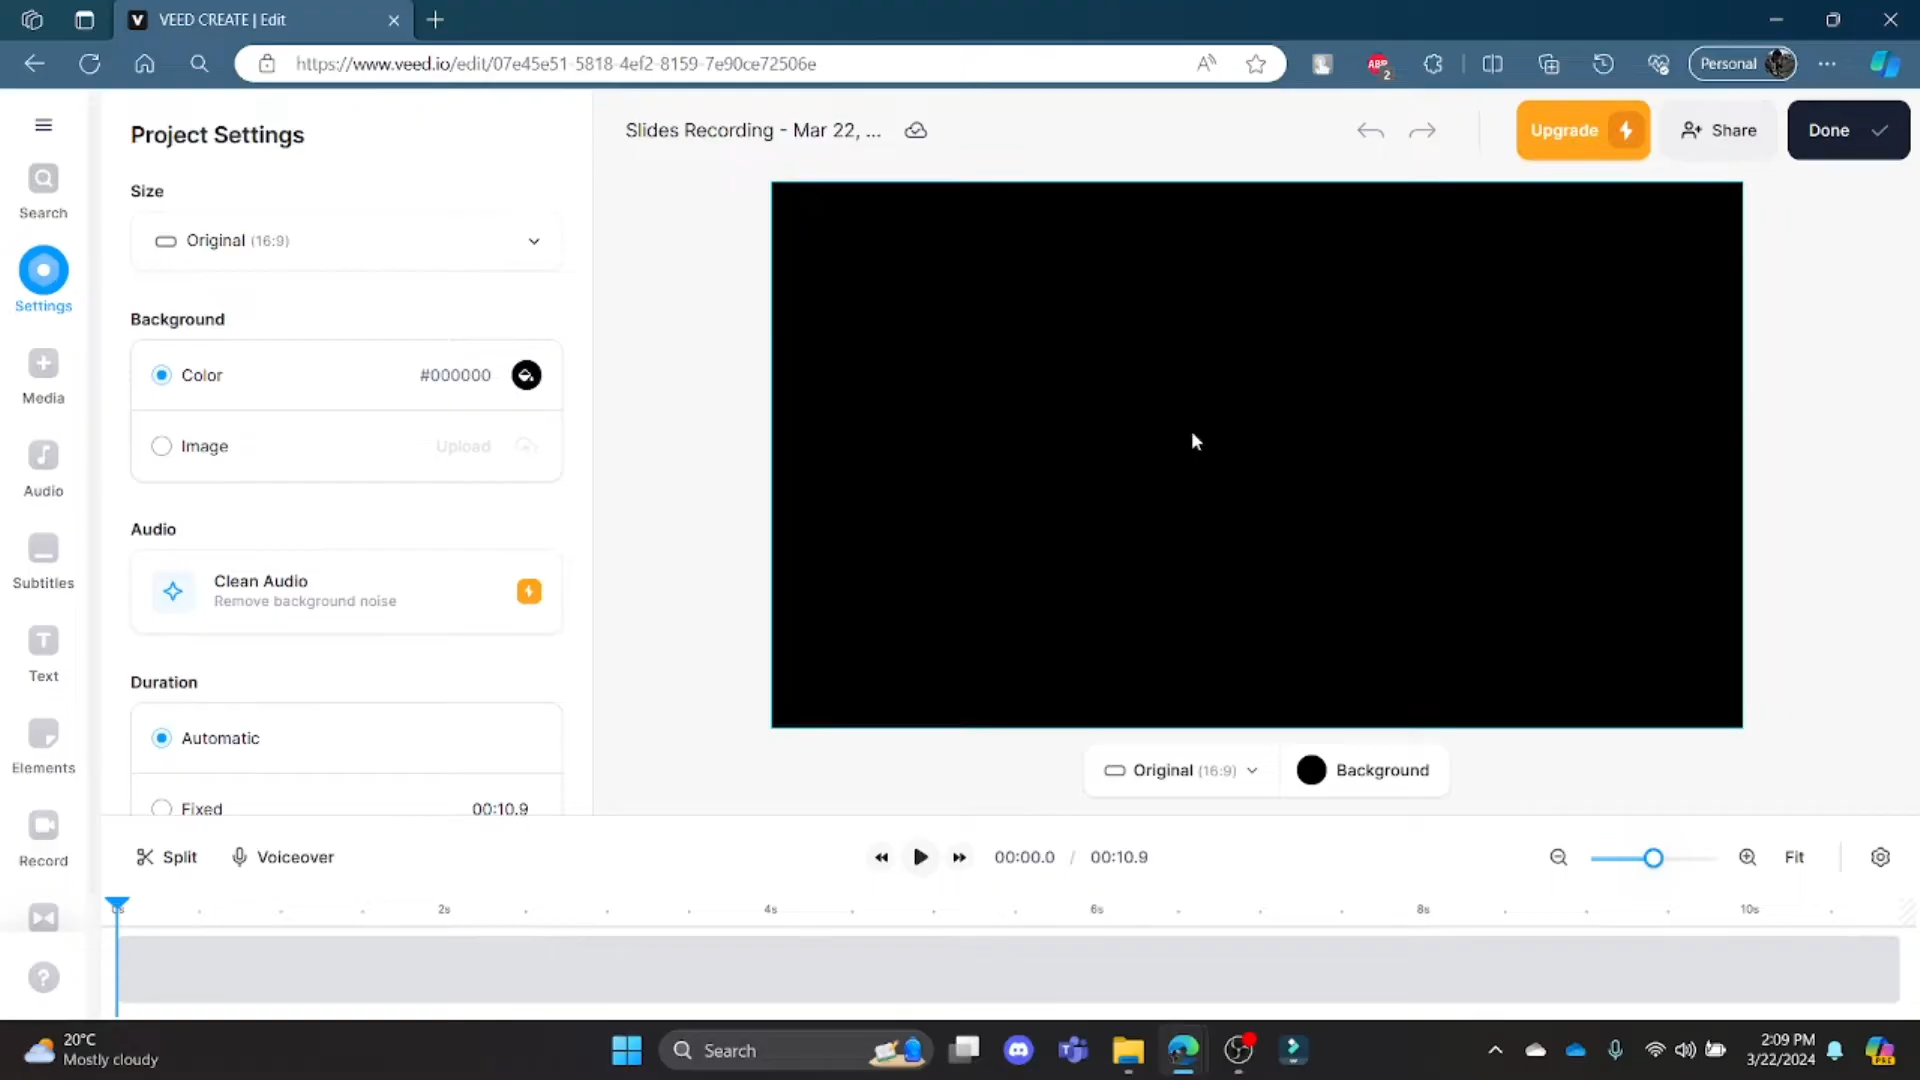 VEED CREATE | Edit
https://www.veed.io/edit/07e45e51-5818-4ef2-8159-7e90ce72506e
ABP
2
Personal
Project Settings
Slides Recording - Mar 22, ...
Upgrade
Share
Done
Search
Settings
Media
Audio
Subtitles
Text
Elements
Record
Size
Original (16:9)
Background
Color
#000000
Image
Upload
Audio
Clean Audio
Remove background noise
Duration
Automatic
Fixed
00:10.9
Original (16:9)
Background
Split
Voiceover
00:00.0 / 00:10.9
Fit
0s
2s
4s
6s
8s
10s
20°C
Mostly cloudy
Search
2:09 PM
3/22/2024
PRE